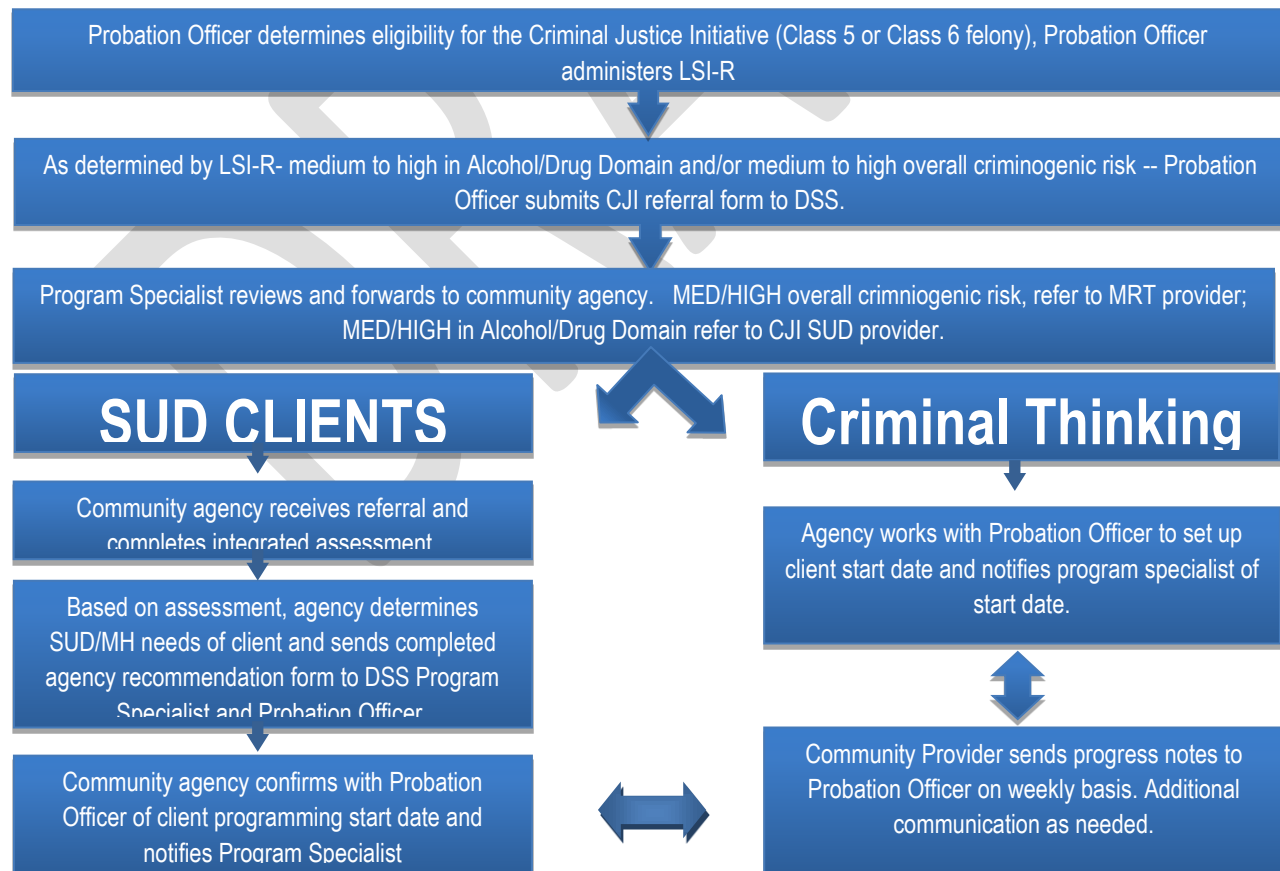 Probation Officer determines eligibility for the Criminal Justice Initiative (Class 5 or Class 6 felony), Probation Officer
administers LSI-R
As determined by LSI-R- medium to high in Alcohol/Drug Domain and/or medium to high overall criminogenic risk -- Probation
Officer submits CJI referral form to DSS.
Program Specialist reviews and forwards to community agency. MED/HIGH overall crimniogenic risk, refer to MRT provider;
MED/HIGH in Alcohol/Drug Domain refer to CJI SUD provider.
SUD CLIENTS
Community agency receives referral and
completes integrated assessment
Based on assessment, agency determines
SUD/MH needs of client and sends completed
agency recommendation form to DSS Program
Specialist and Probation Officer
Community agency confirms with Probation
Officer of client programming start date and
notifies Program Specialist
Criminal Thinking
Agency works with Probation Officer to set up
client start date and notifies program specialist of
start date.
Community Provider sends progress notes to
Probation Officer on weekly basis. Additional
communication as needed.